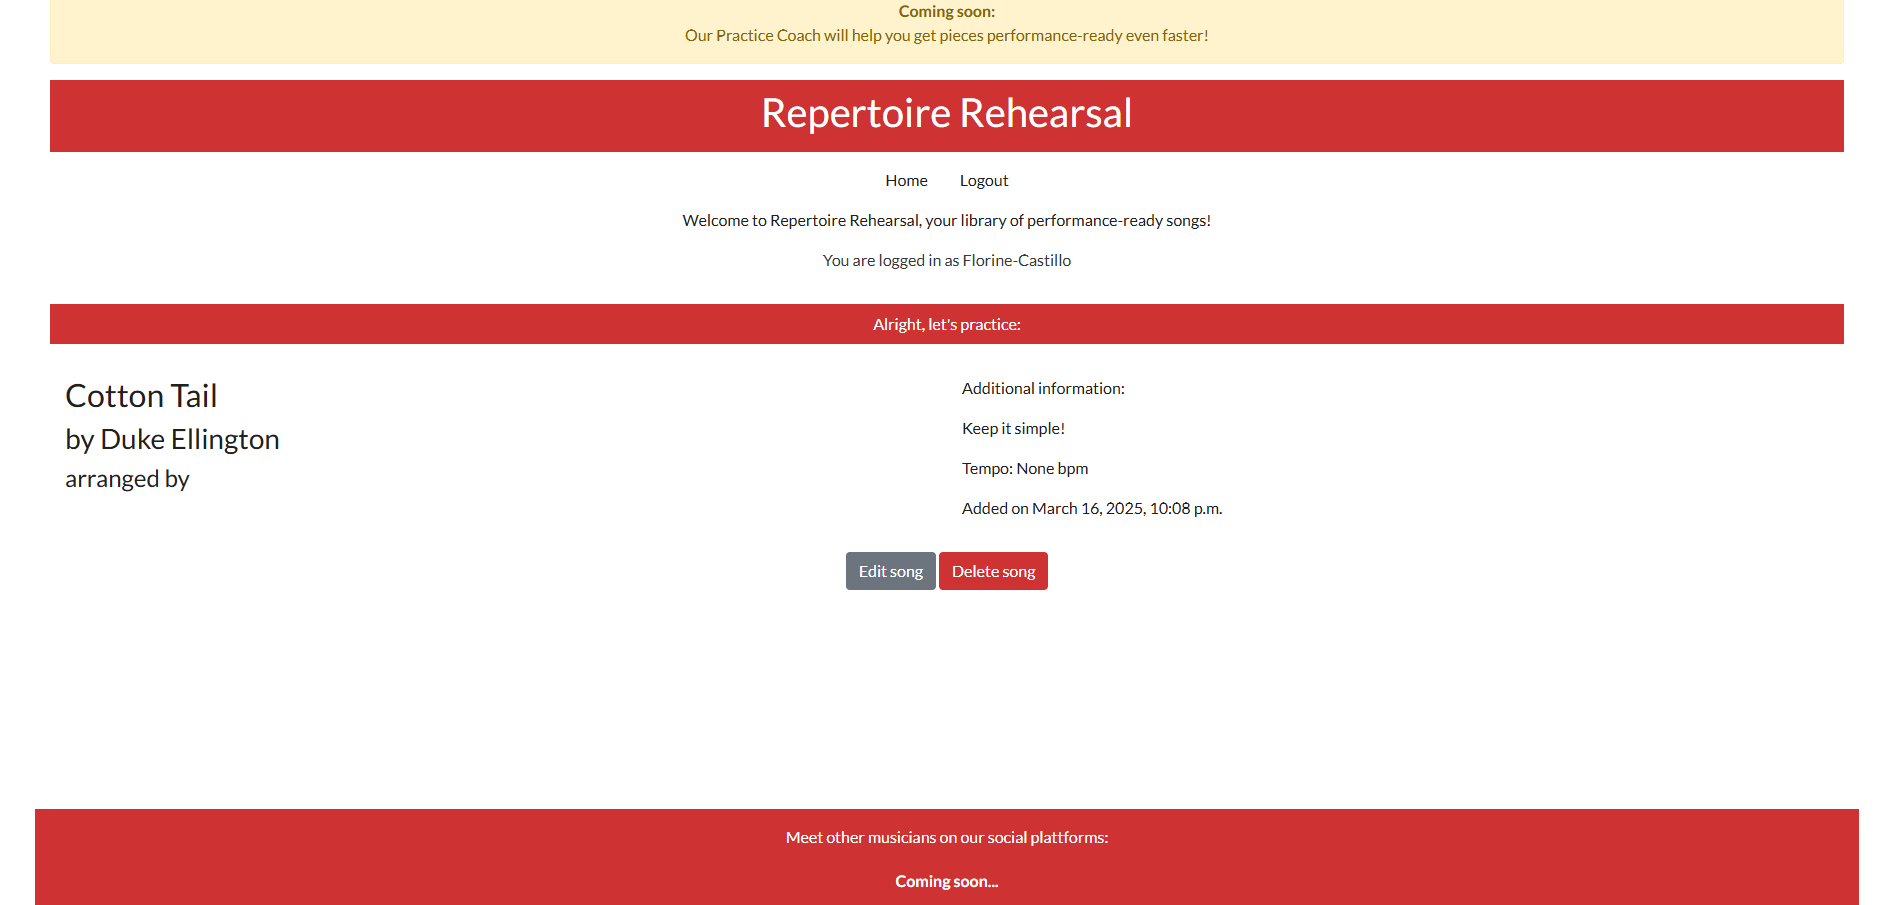 Coming soon:
Our Practice Coach will help you get pieces performance-ready even faster!
Repertoire Rehearsal
Home Logout
Welcome to Repertoire Rehearsal, your library of performance-ready songs!
You are logged in as Florine-Castillo
Alright, let's practice:
Cotton Tail
by Duke Ellington
arranged by
Additional information:
Keep it simple!
Tempo: None bpm
Added on March 16, 2025, 10:08 p.m.
Edit song Delete song
Meet other musicians on our social plattforms:
Coming soon...